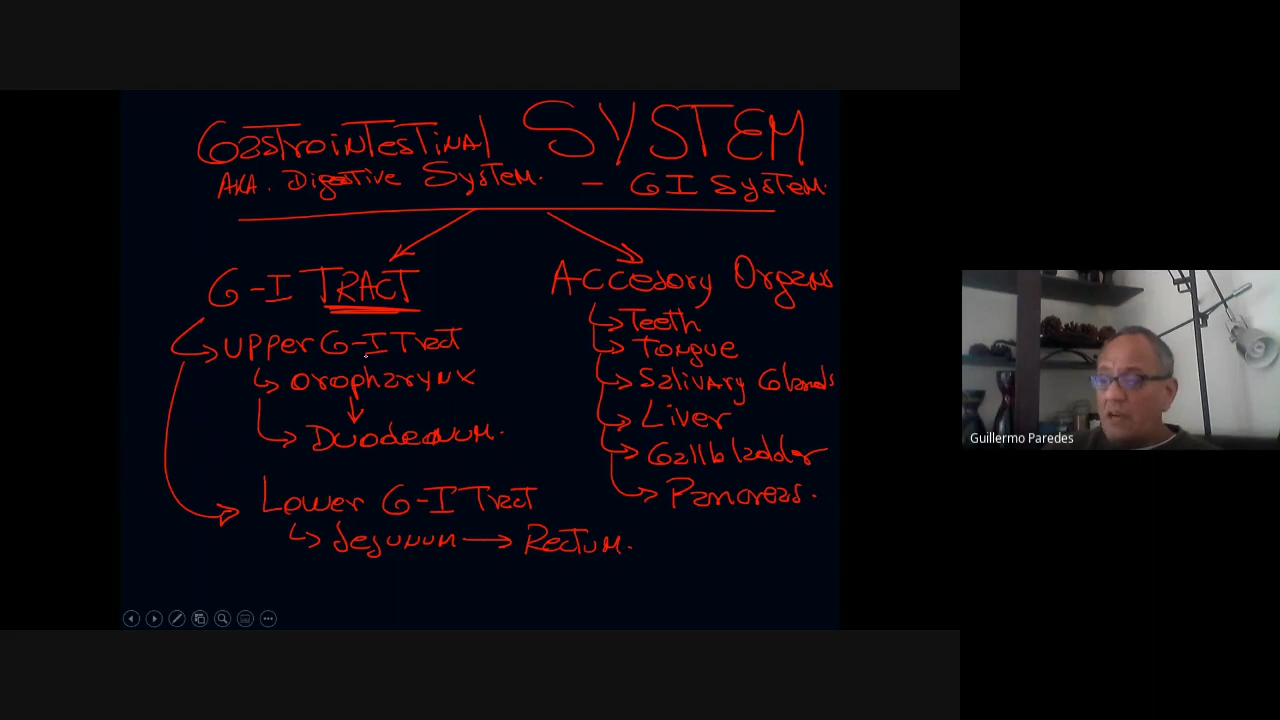 Gastrointestinal SYSTEM
AKA. Digestive System. - GI System.
G-I TRACT
Upper G-I Tract
Oropharynx
Duodenum.
Lower G-I Tract
Jejunum → Rectum.
Accesory Organs
Teeth
Tongue
Salivary Glands
Liver
Gallbladder
Pancreas.
Guillermo Paredes